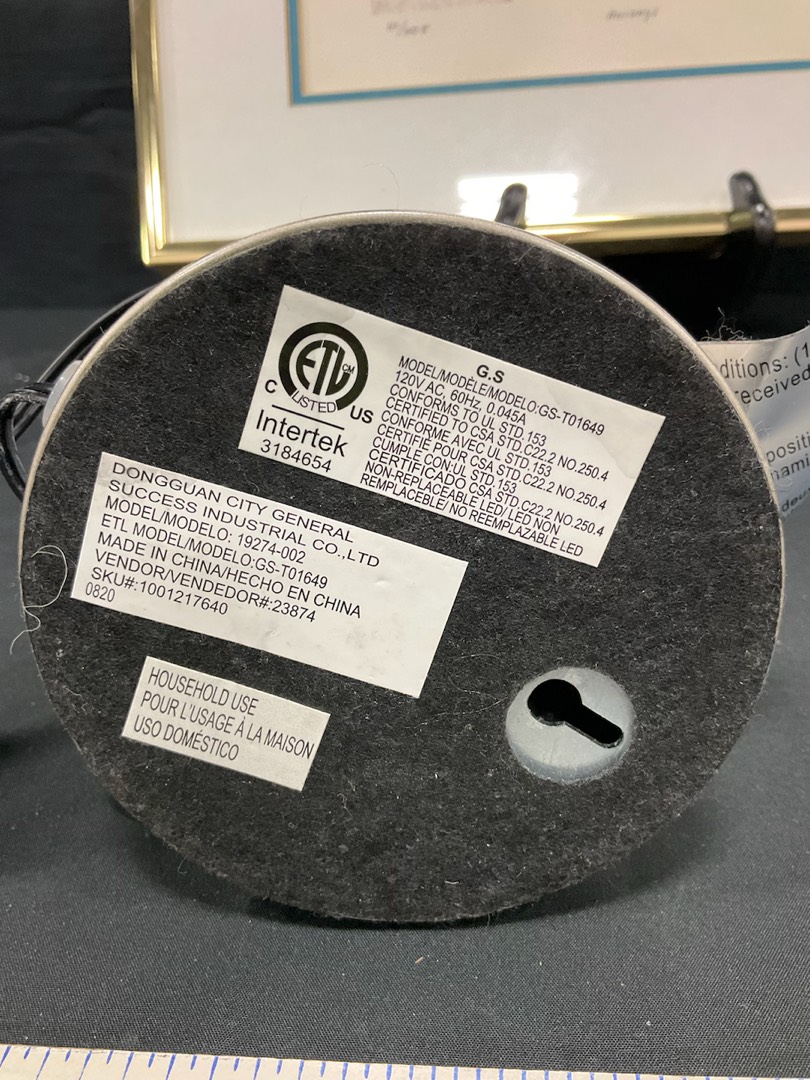 ETL
CM
LISTED
C
US
Intertek
3184654
G.S
MODEL/MODÈLE/MODELO:GS-T01649
120V AC, 60Hz, 0.045A
CONFORMS TO UL STD.153
CERTIFIED TO CSA STD.C22.2 NO.250.4
CONFORME AVEC UL STD.153
CERTIFIÉ POUR CSA STD.C22.2 NO.250.4
CUMPLE CON:UL STD.153
CERTIFICADO CSA STD.C22.2 NO.250.4
NON-REPLACEABLE LED/ LED NON
REMPLACEBLE/ NO REEMPLAZABLE LED
DONGGUAN CITY GENERAL
SUCCESS INDUSTRIAL CO.,LTD
MODEL/MODELO: 19274-002
ETL MODEL/MODELO:GS-T01649
MADE IN CHINA/HECHO EN CHINA
VENDOR/VENDEDOR#:23874
SKU#:1001217640
0820
HOUSEHOLD USE
POUR L'USAGE À LA MAISON
USO DOMÉSTICO
ditions: (1
received